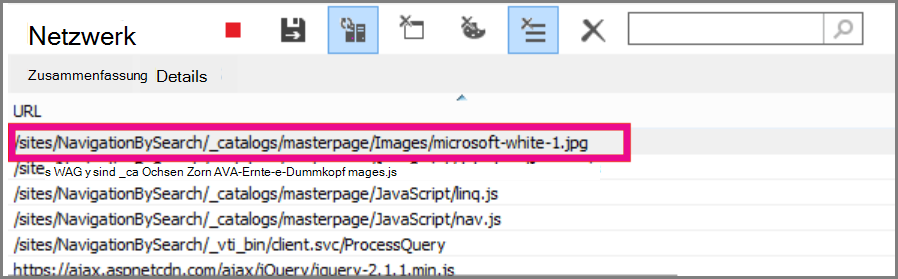 Netzwerk
Zusammenfassung Details
URL
/sites/NavigationBySearch/_catalogs/masterpage/Images/microsoft-white-1.jpg
/site s WAG y sind _ca Ochsen Zorn AVA-Ernte-e-Dummkopf mages.js
/sites/NavigationBySearch/_catalogs/masterpage/JavaScript/linq.js
/sites/NavigationBySearch/_catalogs/masterpage/JavaScript/nav.js
/sites/NavigationBySearch/_vti_bin/client.svc/ProcessQuery
https://ajax.aspnetcdn.com/ajax/jQuery/jquery-2.1.1.min.js